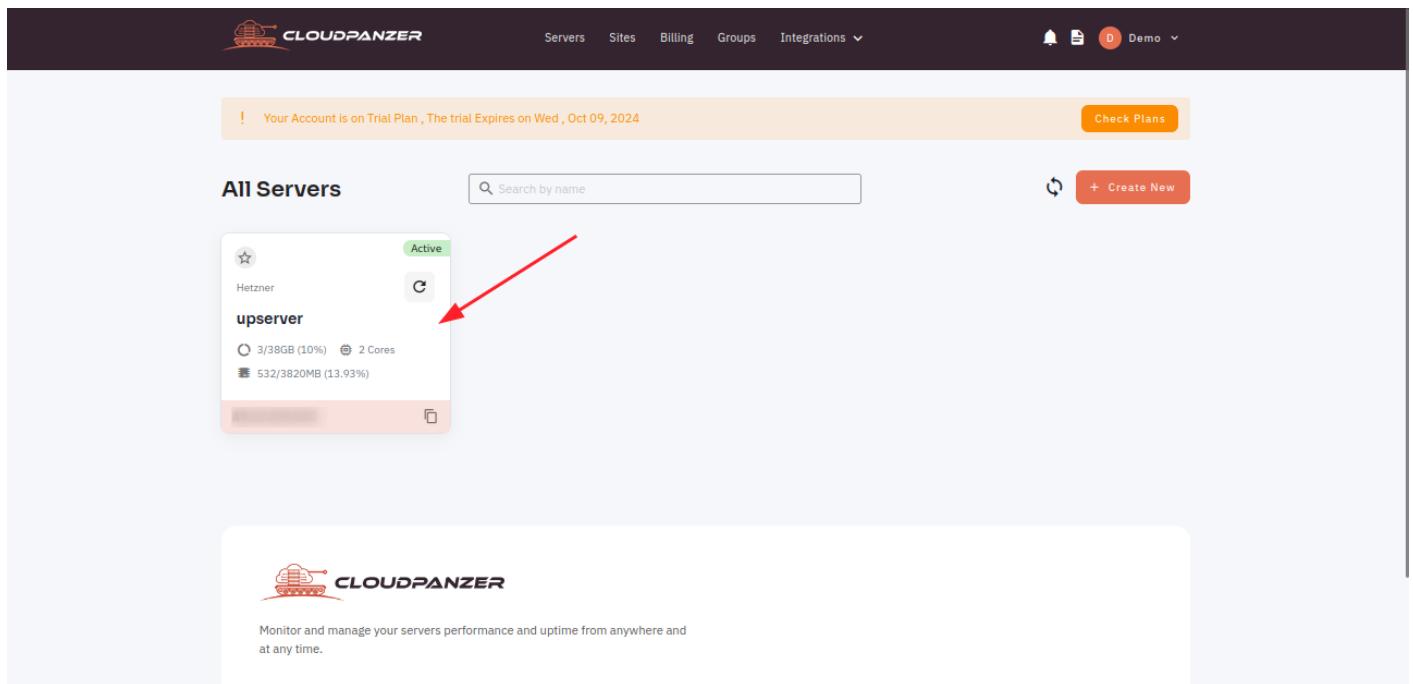 CLOUDPANZER
Servers Sites Billing Groups Integrations
D Demo
! Your Account is on Trial Plan , The trial Expires on Wed , Oct 09, 2024
Check Plans
All Servers
Search by name
+ Create New
Active
Hetzner
upserver
3/38GB (10%) 2 Cores
532/3820MB (13.93%)
CLOUDPANZER
Monitor and manage your servers performance and uptime from anywhere and
at any time.